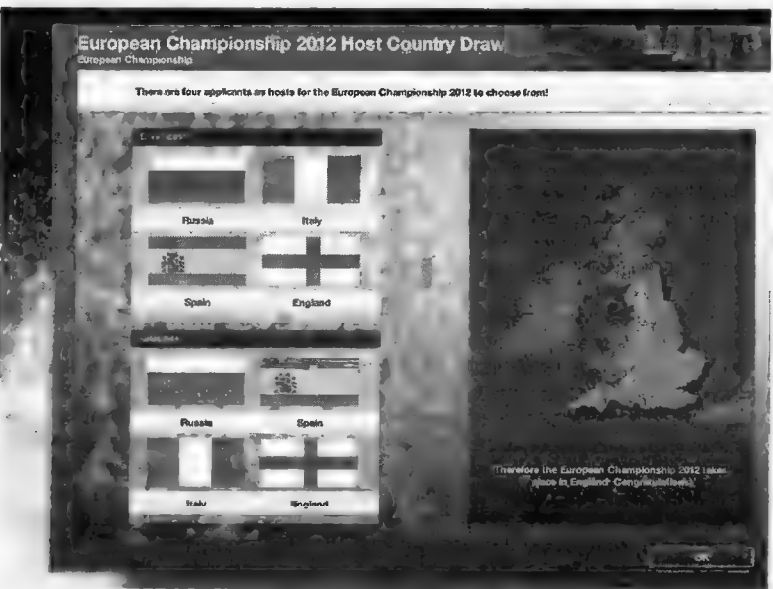 European Championship 2012 Host Country Draw
European Championship
There are four applicants as hosts for the European Championship 2012 to choose from!
Russia
Italy
Spain
England
Russia
Spain
Italy
England
Therefore the European Championship 2012 takes
place in England! Congratulations!
OK